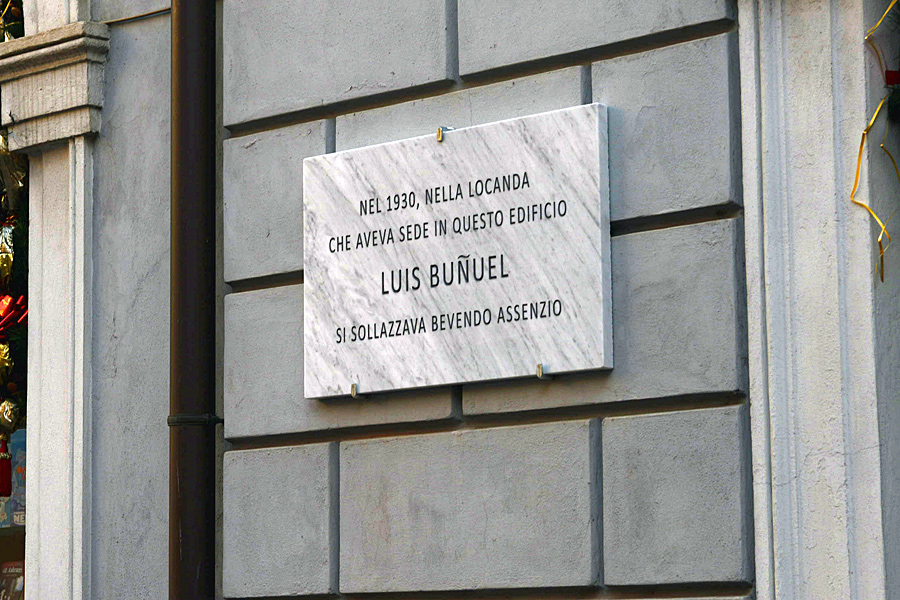 NEL 1930, NELLA LOCANDA
CHE AVEVA SEDE IN QUESTO EDIFICIO
LUIS BUÑUEL
SI SOLLAZZAVA BEVENDO ASSENZIO